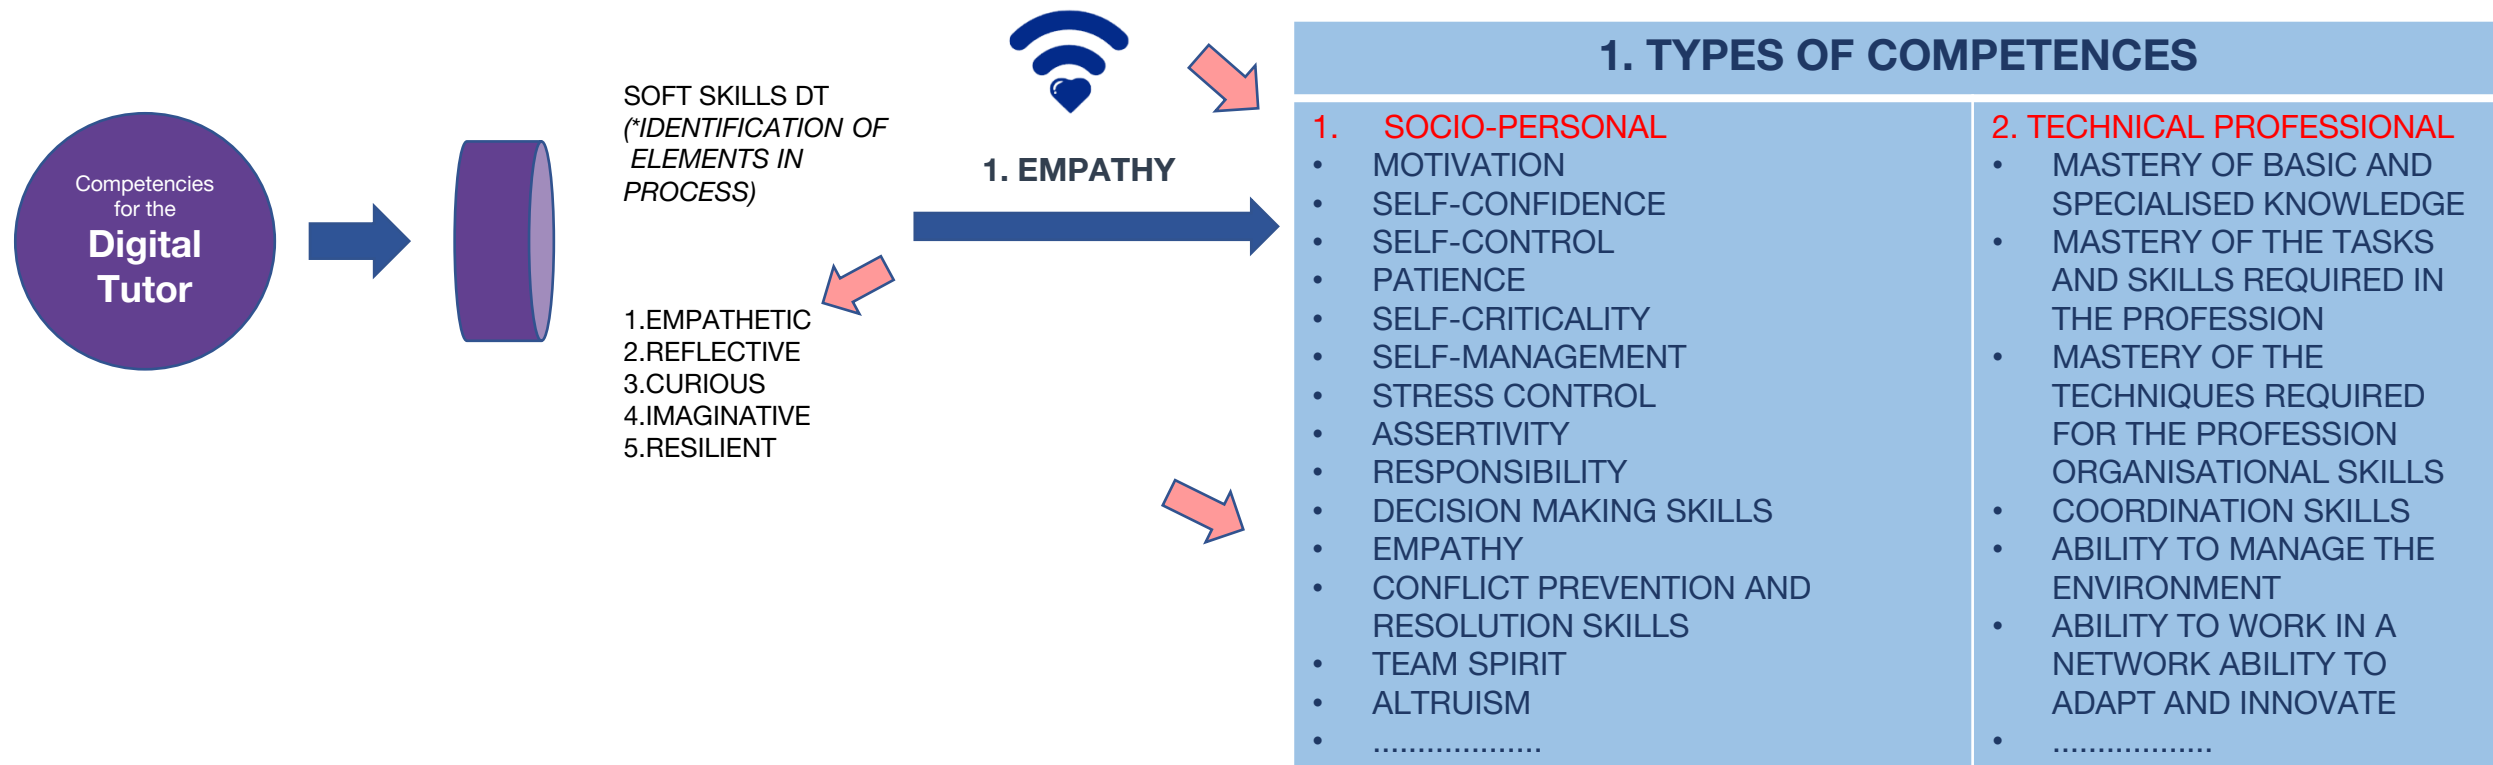 Competencies
for the
Digital
Tutor
SOFT SKILLS DT
(*IDENTIFICATION OF
ELEMENTS IN
PROCESS)
1.EMPATHETIC
2.REFLECTIVE
3.CURIOUS
4.IMAGINATIVE
5.RESILIENT
1. EMPATHY
1. TYPES OF COMPETENCES
1. SOCIO-PERSONAL
• MOTIVATION
• SELF-CONFIDENCE
• SELF-CONTROL
• PATIENCE
• SELF-CRITICALITY
• SELF-MANAGEMENT
• STRESS CONTROL
• ASSERTIVITY
• RESPONSIBILITY
• DECISION MAKING SKILLS
• EMPATHY
• CONFLICT PREVENTION AND
RESOLUTION SKILLS
• TEAM SPIRIT
• ALTRUISM
• ...................
2. TECHNICAL PROFESSIONAL
• MASTERY OF BASIC AND
SPECIALISED KNOWLEDGE
• MASTERY OF THE TASKS
AND SKILLS REQUIRED IN
THE PROFESSION
• MASTERY OF THE
TECHNIQUES REQUIRED
FOR THE PROFESSION
ORGANISATIONAL SKILLS
• COORDINATION SKILLS
• ABILITY TO MANAGE THE
ENVIRONMENT
• ABILITY TO WORK IN A
NETWORK ABILITY TO
ADAPT AND INNOVATE
• ..................